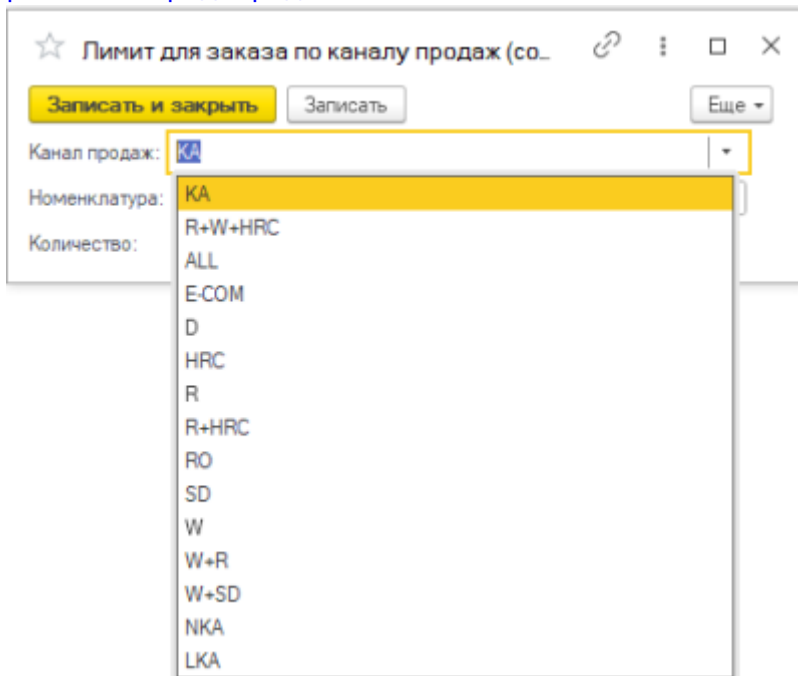 Лимит для заказа по каналу продаж (со...
Записать и закрыть Записать Еще
Канал продаж: KA
Номенклатура: KA
R+W+HRC
Количество:
ALL
E-COM
D
HRC
R
R+HRC
RO
SD
W
W+R
W+SD
NKA
LKA